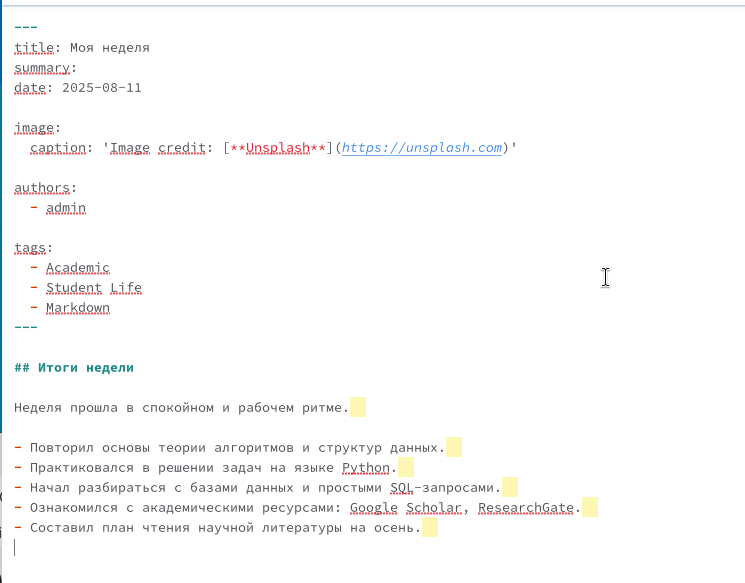 ---
title: Моя неделя
summary:
date: 2025-08-11
image:
caption: 'Image credit: [**Unsplash**](https://unsplash.com)'
authors:
- admin
tags:
- Academic
- Student Life
- Markdown
---
## Итоги недели
Неделя прошла в спокойном и рабочем ритме.
- Повторил основы теории алгоритмов и структур данных.
- Практиковался в решении задач на языке Python.
- Начал разбираться с базами данных и простыми SQL-запросами.
- Ознакомился с академическими ресурсами: Google Scholar, ResearchGate.
- Составил план чтения научной литературы на осень.